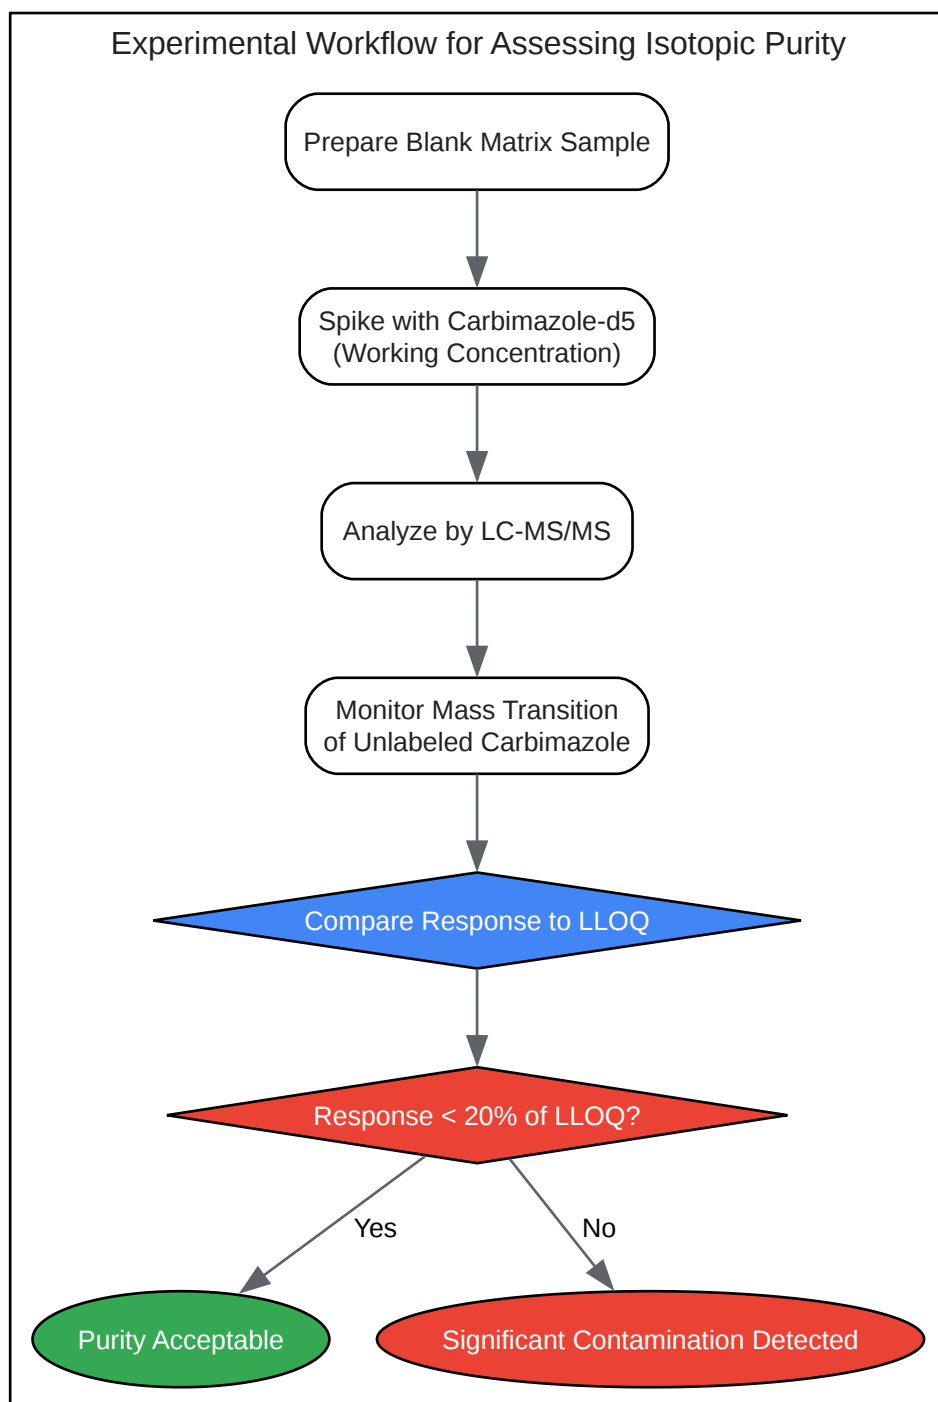 Experimental Workflow for Assessing Isotopic Purity
Prepare Blank Matrix Sample
Spike with Carbimazole-d5
(Working Concentration)
Analyze by LC-MS/MS
Monitor Mass Transition
of Unlabeled Carbimazole
Compare Response to LLOQ
Response < 20% of LLOQ?
Yes
No
Purity Acceptable
Significant Contamination Detected